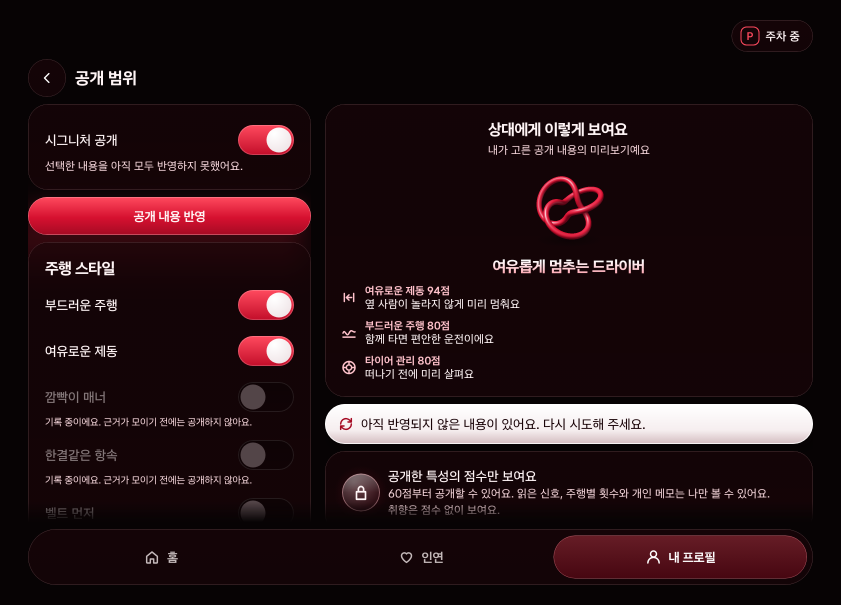 P 주차 중
공개 범위
시그니처 공개
선택한 내용을 아직 모두 반영하지 못했어요.
공개 내용 반영
주행 스타일
부드러운 주행
여유로운 제동
깜빡이 매너
기록 중이에요. 근거가 모이기 전에는 공개하지 않아요.
한결같은 항속
기록 중이에요. 근거가 모이기 전에는 공개하지 않아요.
벨트 먼저
상대에게 이렇게 보여요
내가 고른 공개 내용의 미리보기예요
여유롭게 멈추는 드라이버
여유로운 제동 94점
옆 사람이 놀라지 않게 미리 멈춰요
부드러운 주행 80점
함께 타면 편안한 운전이에요
타이어 관리 80점
떠나기 전에 미리 살펴요
아직 반영되지 않은 내용이 있어요. 다시 시도해 주세요.
공개한 특성의 점수만 보여요
60점부터 공개할 수 있어요. 읽은 신호, 주행별 횟수와 개인 메모는 나만 볼 수 있어요.
취향은 점수 없이 보여요.
홈
인연
내 프로필